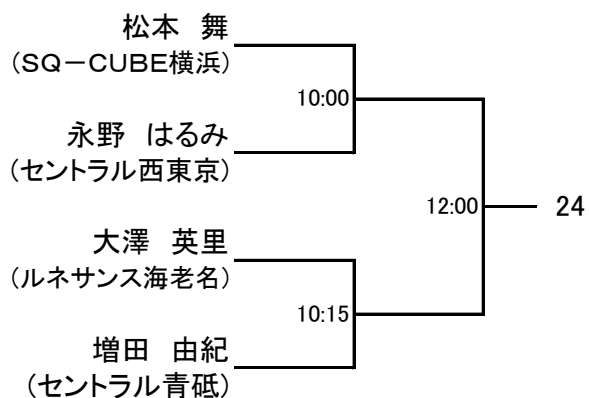 松本　舞
（SQ－CUBE横浜）
10:00
永野　はるみ
（セントラル西東京）
12:00
24
大澤　英里
（ルネサンス海老名）
10:15
増田　由紀
（セントラル青砥）